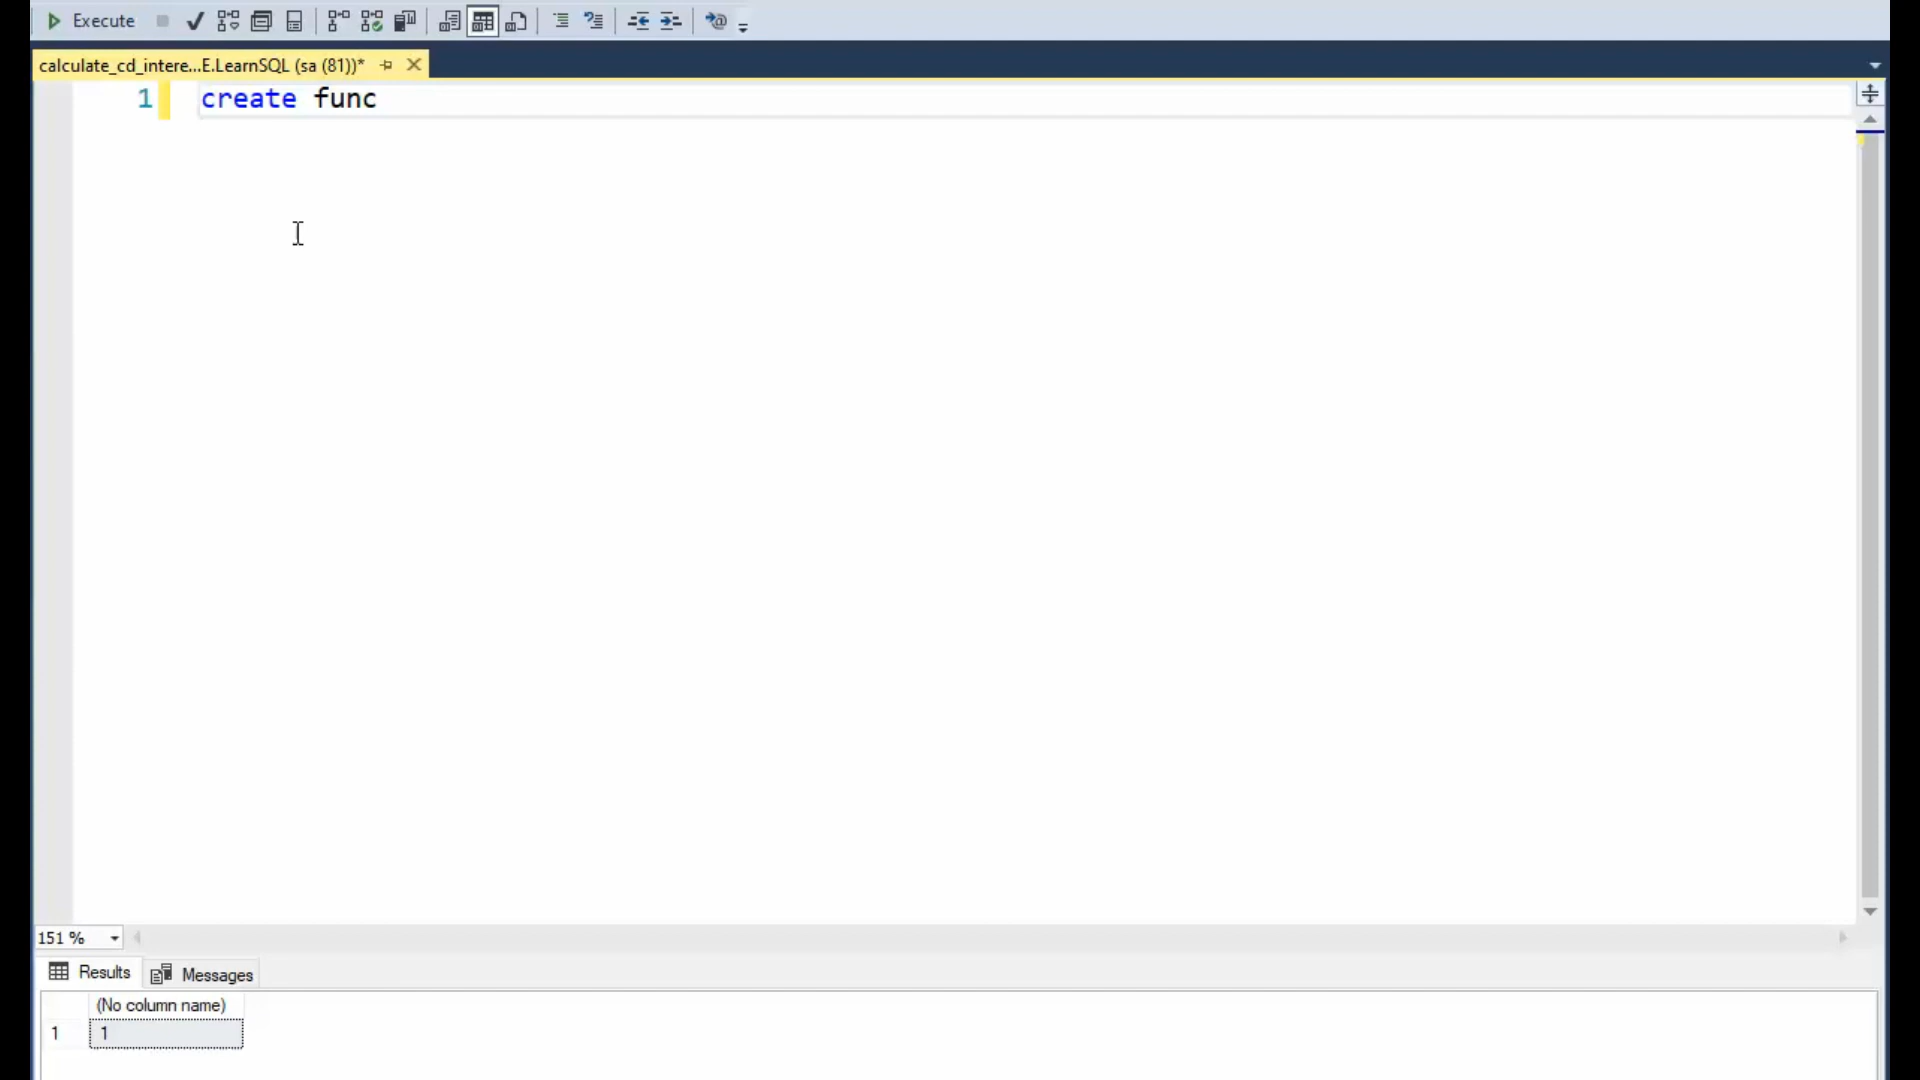 Execute
calculate_cd_intere...E.LearnSQL (sa (81))*
1 create func
151 %
Results Messages
(No column name)
1 1